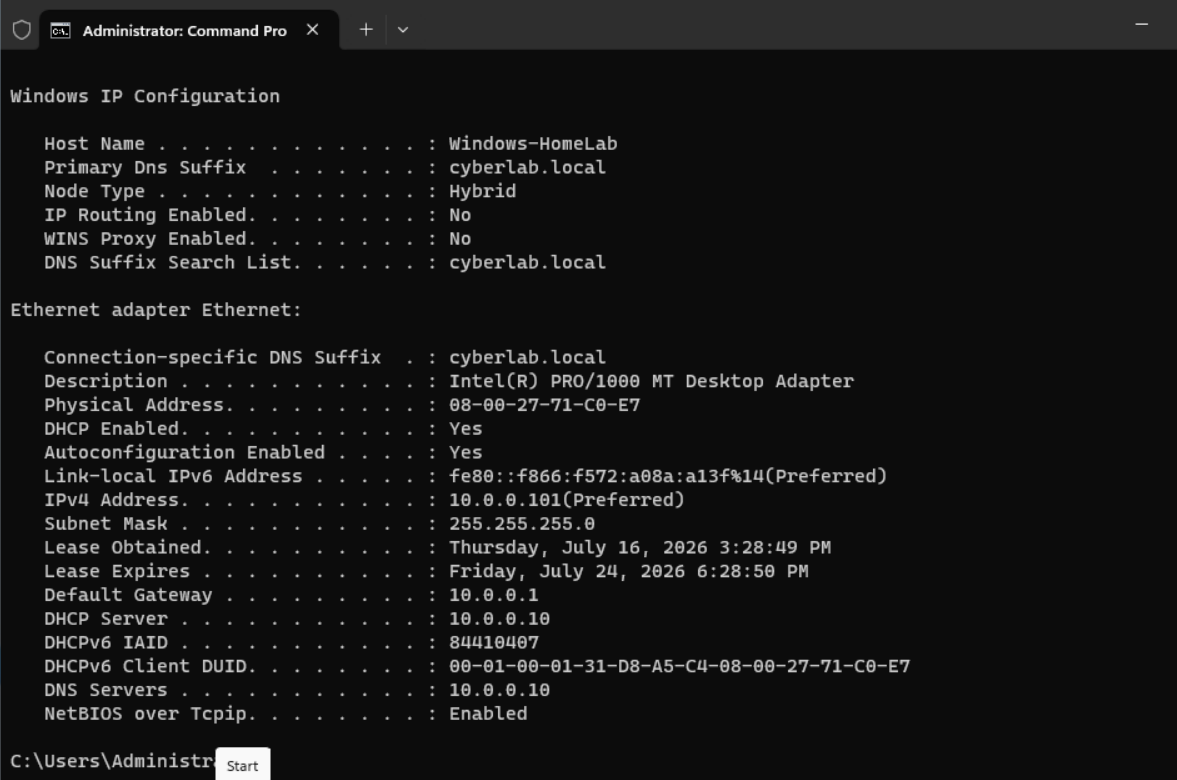 Administrator: Command Pro
Windows IP Configuration
Host Name . . . . . . . . . . . . : Windows-HomeLab
Primary Dns Suffix  . . . . . . . : cyberlab.local
Node Type . . . . . . . . . . . . : Hybrid
IP Routing Enabled. . . . . . . . : No
WINS Proxy Enabled. . . . . . . . : No
DNS Suffix Search List. . . . . . : cyberlab.local
Ethernet adapter Ethernet:
Connection-specific DNS Suffix  . : cyberlab.local
Description . . . . . . . . . . . : Intel(R) PRO/1000 MT Desktop Adapter
Physical Address. . . . . . . . . : 08-00-27-71-C0-E7
DHCP Enabled. . . . . . . . . . . : Yes
Autoconfiguration Enabled . . . . : Yes
Link-local IPv6 Address . . . . . : fe80::f866:f572:a08a:a13f%14(Preferred)
IPv4 Address. . . . . . . . . . . : 10.0.0.101(Preferred)
Subnet Mask . . . . . . . . . . . : 255.255.255.0
Lease Obtained. . . . . . . . . . : Thursday, July 16, 2026 3:28:49 PM
Lease Expires . . . . . . . . . . : Friday, July 24, 2026 6:28:50 PM
Default Gateway . . . . . . . . . : 10.0.0.1
DHCP Server . . . . . . . . . . . : 10.0.0.10
DHCPv6 IAID . . . . . . . . . . . : 84410407
DHCPv6 Client DUID. . . . . . . . : 00-01-00-01-31-D8-A5-C4-08-00-27-71-C0-E7
DNS Servers . . . . . . . . . . . : 10.0.0.10
NetBIOS over Tcpip. . . . . . . . : Enabled
C:\Users\Administr
Start